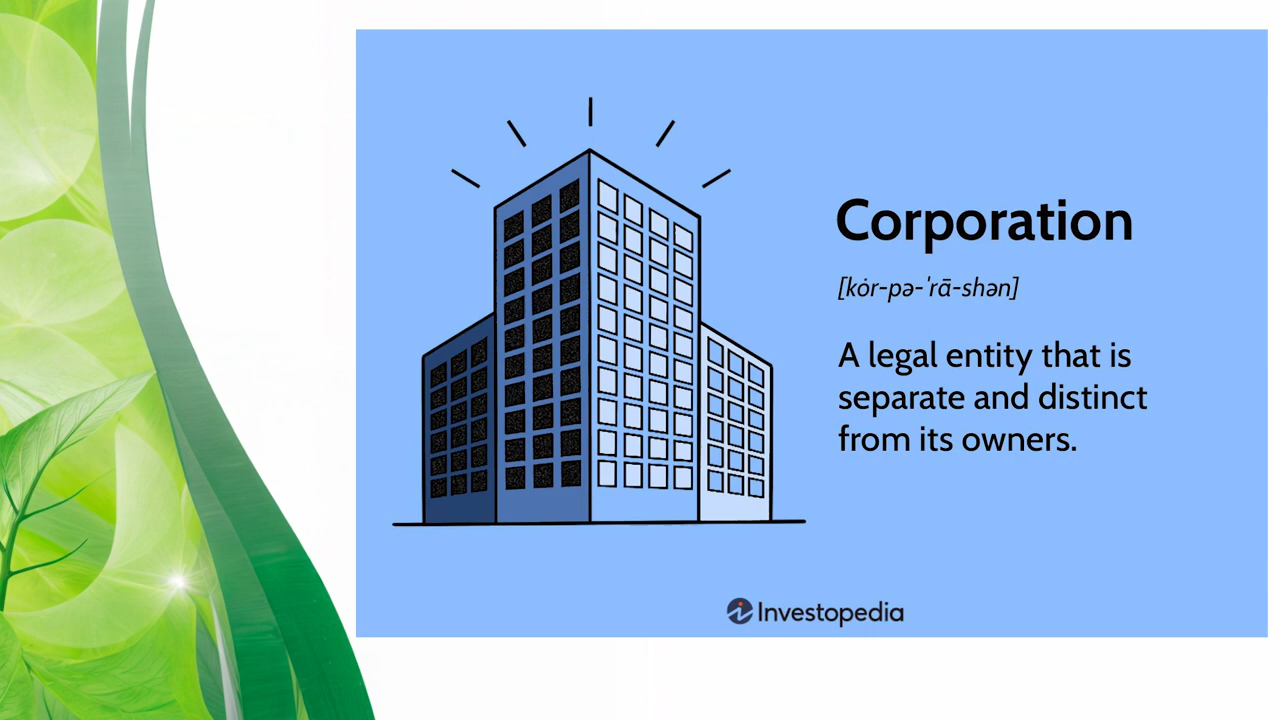 Corporation
[kȯr-pə-ˈrā-shən]
A legal entity that is
separate and distinct
from its owners.
Investopedia